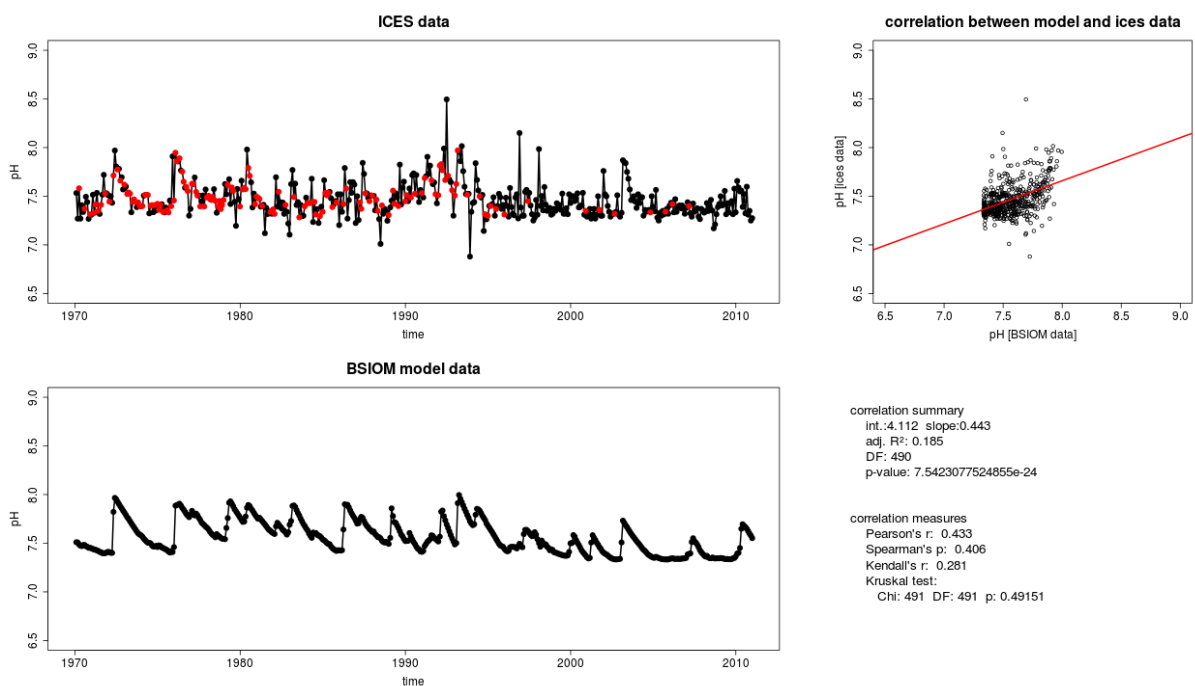 ICES data
pH
9.0
8.5
8.0
7.5
7.0
6.5
1970
1980
1990
2000
2010
time
correlation between model and ices data
pH [ices data]
9.0
8.5
8.0
7.5
7.0
6.5
6.5
7.0
7.5
8.0
8.5
9.0
pH [BSIOM data]
BSIOM model data
pH
9.0
8.5
8.0
7.5
7.0
6.5
1970
1980
1990
2000
2010
time
correlation summary
int.:4.112 slope:0.443
adj. R²: 0.185
DF: 490
p-value: 7.5423077524855e-24
correlation measures
Pearson's r: 0.433
Spearman's p: 0.406
Kendall's r: 0.281
Kruskal test:
Chi: 491 DF: 491 p: 0.49151